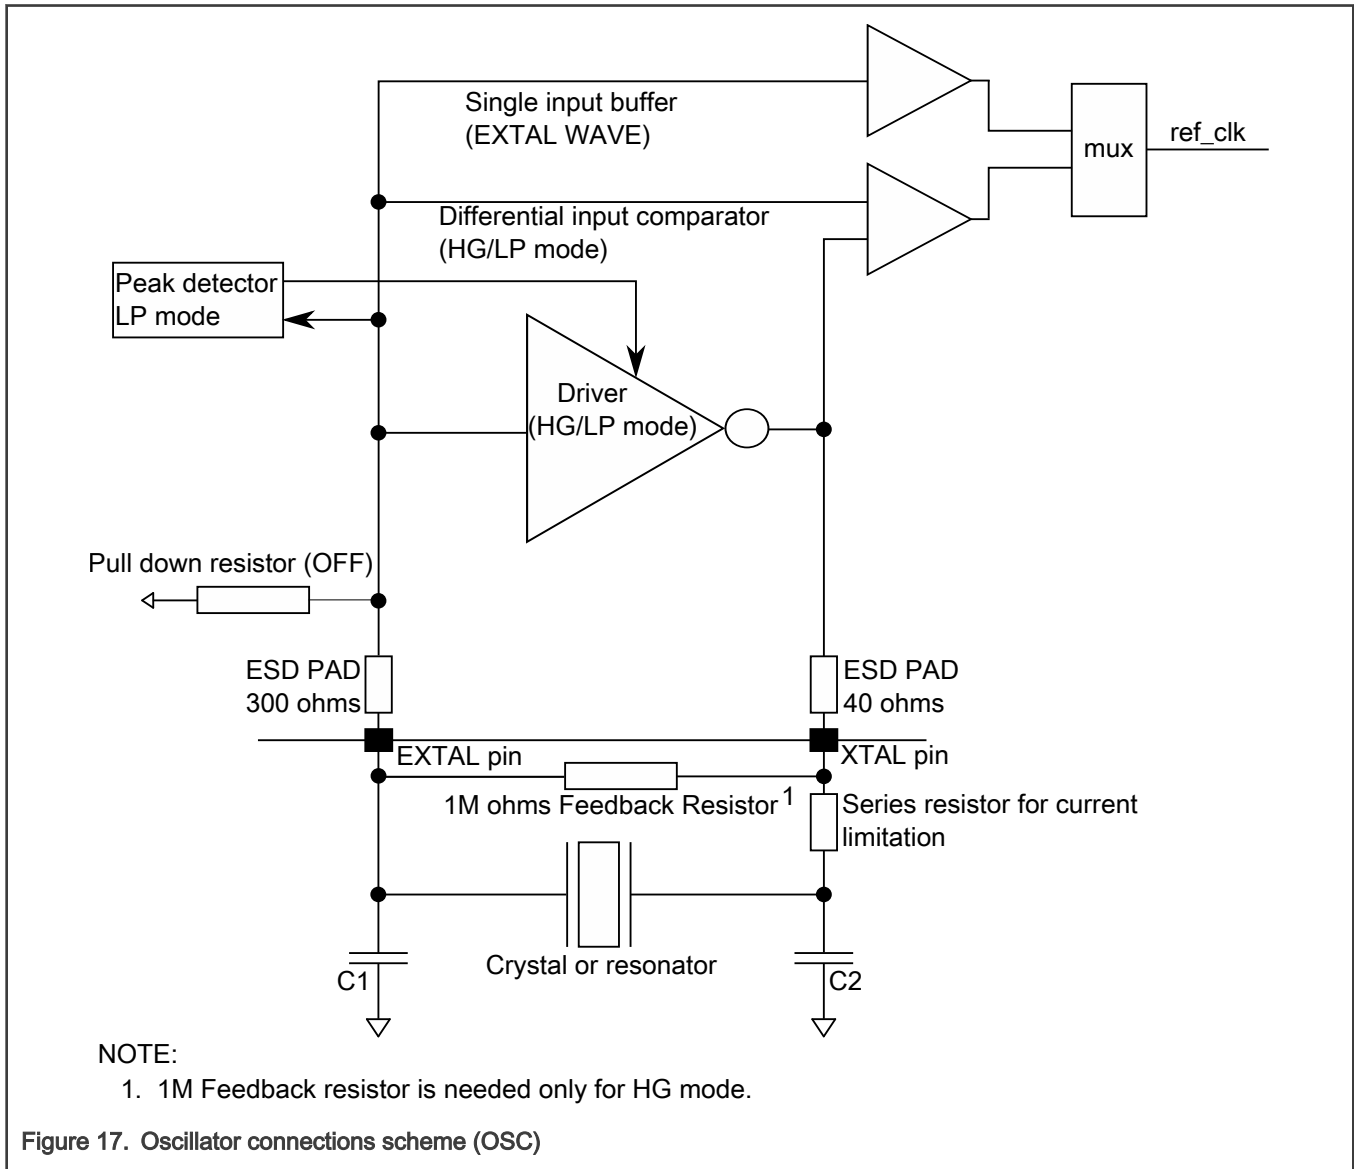 Single input buffer
(EXTAL WAVE)
mux
ref_clk
Differential input comparator
(HG/LP mode)
Peak detector
LP mode
Driver
(HG/LP mode)
Pull down resistor (OFF)
ESD PAD
300 ohms
ESD PAD
40 ohms
EXTAL pin
XTAL pin
1M ohms Feedback Resistor 1
Series resistor for current
limitation
Crystal or resonator
C1
C2
NOTE:
1. 1M Feedback resistor is needed only for HG mode.
Figure 17. Oscillator connections scheme (OSC)